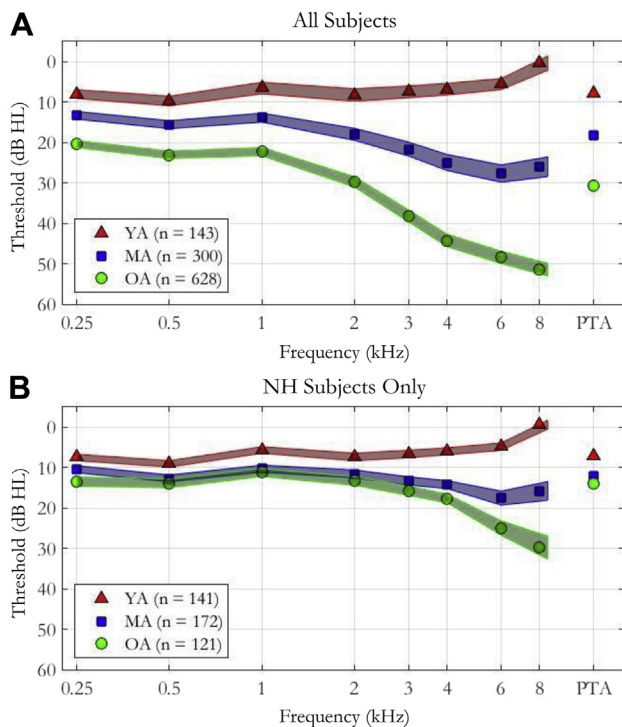 A
All Subjects
Threshold (dB HL)
0
10
20
30
40
50
60
YA (n = 143)
MA (n = 300)
OA (n = 628)
0.25 0.5 1 2 3 4 6 8 PTA
Frequency (kHz)
B
NH Subjects Only
Threshold (dB HL)
0
10
20
30
40
50
60
YA (n = 141)
MA (n = 172)
OA (n = 121)
0.25 0.5 1 2 3 4 6 8 PTA
Frequency (kHz)